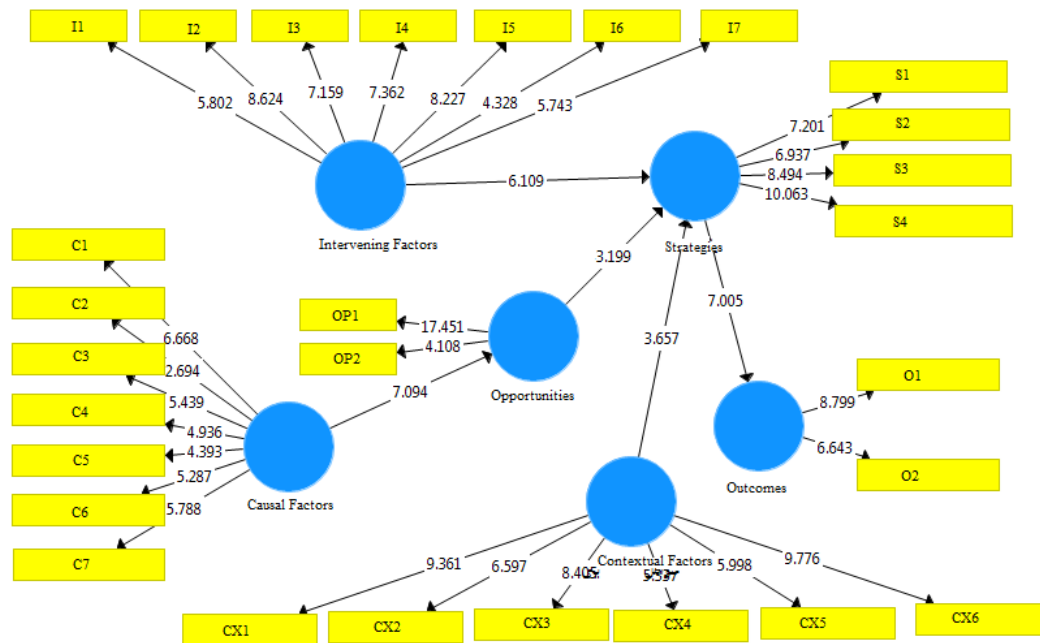 I1 I2 I3 I4 I5 I6 I7
5.802 8.624 7.159 7.362 8.227 4.328 5.743
S1
7.201
S2
6.937
8.494 S3
10.063
S4
6.109
Intervening Factors
Strategies
C1
C2
C3
C4
C5
C6
C7
6.668
2.694
5.439
4.936
4.393
5.287
5.788
Causal Factors
7.094
OP1 17.451
OP2 4.108
Opportunities
3.199
3.657
7.005
O1
8.799
6.643
O2
Outcomes
Contextual Factors
9.361 6.597 8.405 5.998 9.776
CX1 CX2 CX3 CX4 CX5 CX6